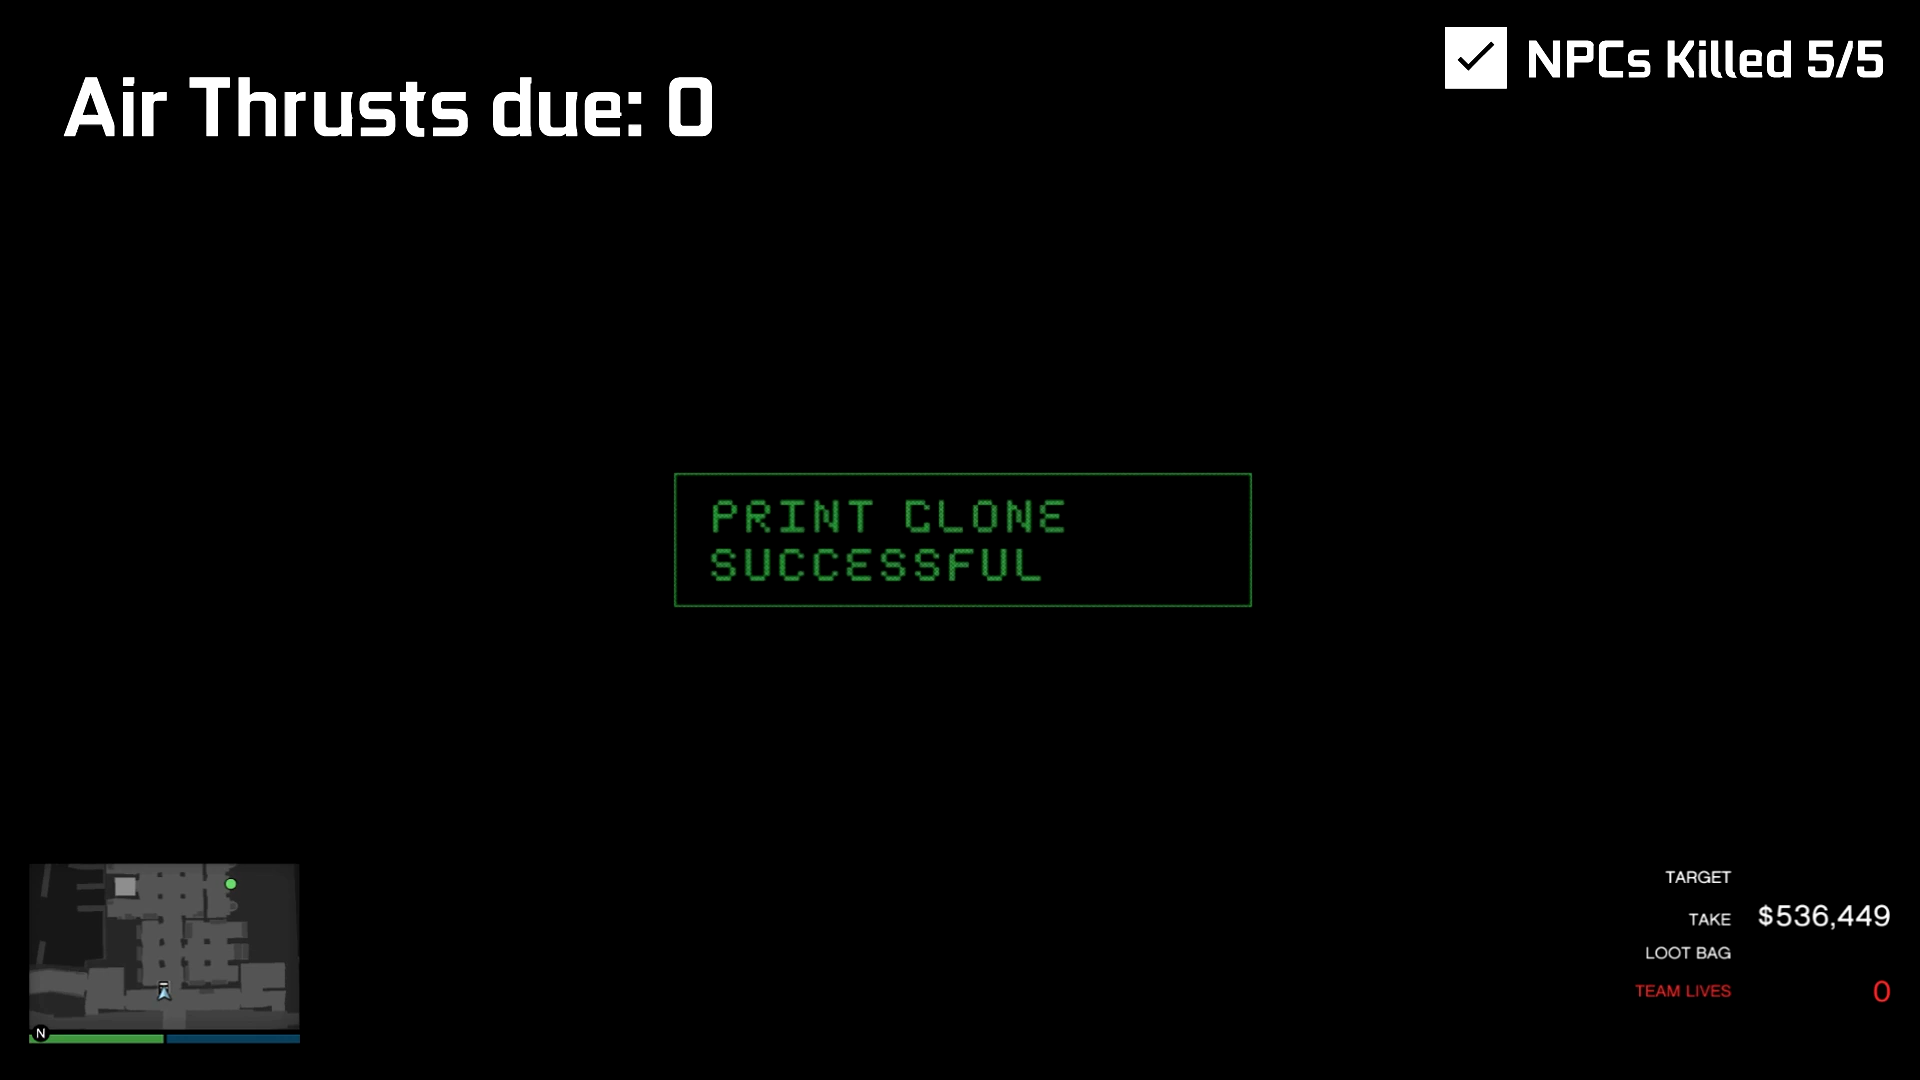 Air Thrusts due: 0
NPCs Killed 5/5
PRINT CLONE
SUCCESSFUL
N
TARGET
TAKE $536,449
LOOT BAG
TEAM LIVES 0